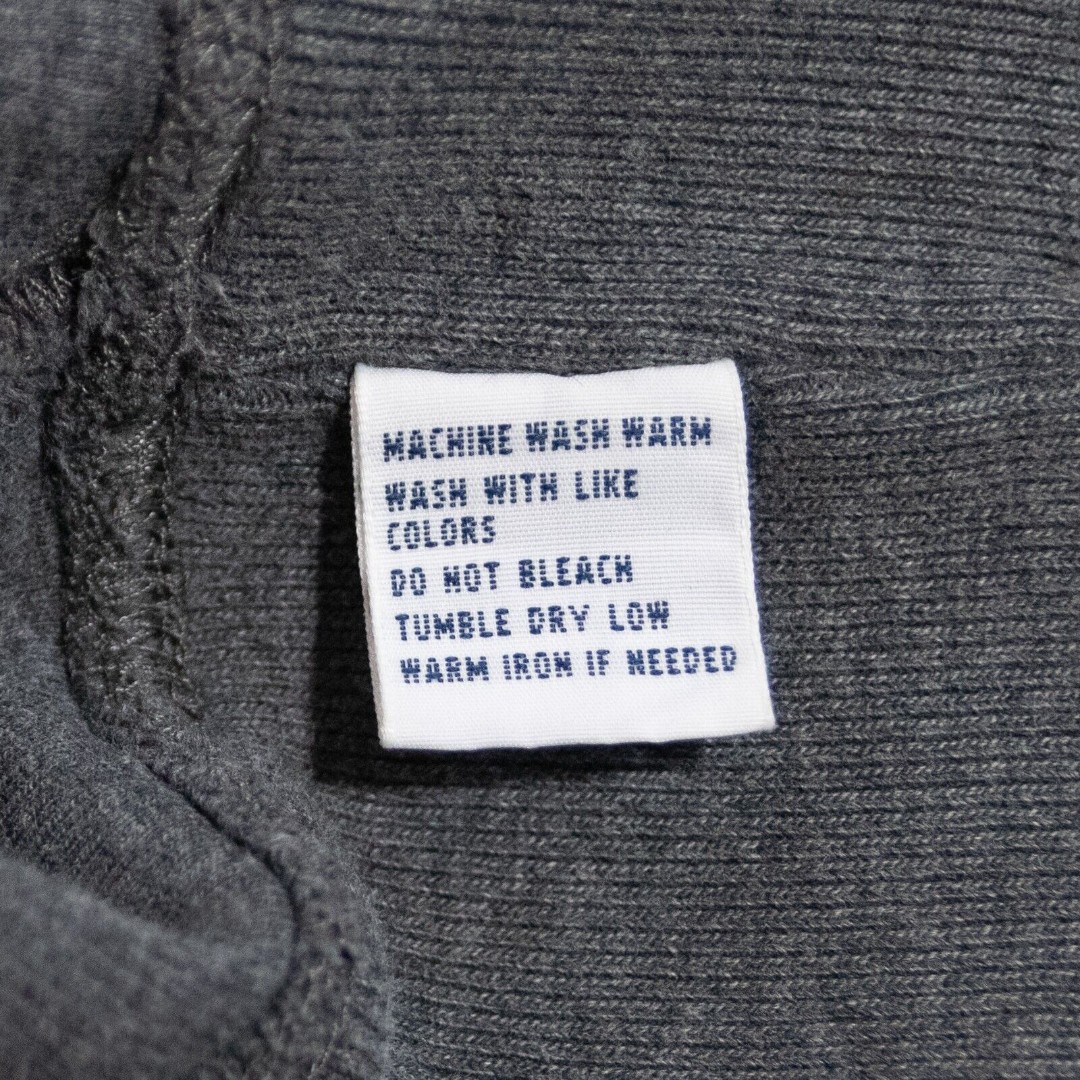 MACHINE WASH WARM
WASH WITH LIKE
COLORS
DO NOT BLEACH
TUMBLE DRY LOW
WARM IRON IF NEEDED